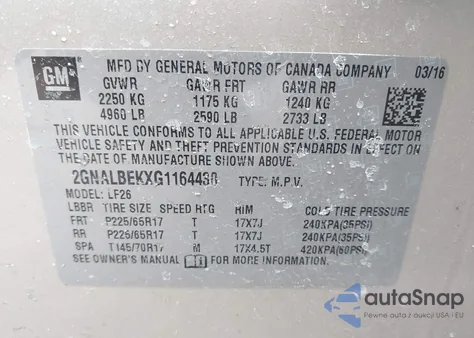 GM
MFD BY GENERAL MOTORS OF CANADA COMPANY 03/16
GVWR GAWR FRT GAWR RR
2250 KG 1175 KG 1240 KG
4960 LB 2590 LB 2733 LB
THIS VEHICLE CONFORMS TO ALL APPLICABLE U.S. FEDERAL MOTOR
VEHICLE SAFETY AND THEFT PREVENTION STANDARDS IN EFFECT ON
THE DATE OF MANUFACTURE SHOWN ABOVE.
TYPE: M.P.V.
MODEL: LF26
TIRE SIZE SPEED RTG RIM COLD TIRE PRESSURE
FRT P225/65R17 T 17X7J 240KPA(35PSI)
RR P225/65R17 T 17X7J 240KPA(35PSI)
SPA T145/70R17 M 17X4.5T 420KPA(60PSI)
SEE OWNER'S MANUAL FOR MORE INFORMATION.
autoSnap
Pewne auto z USA i EU